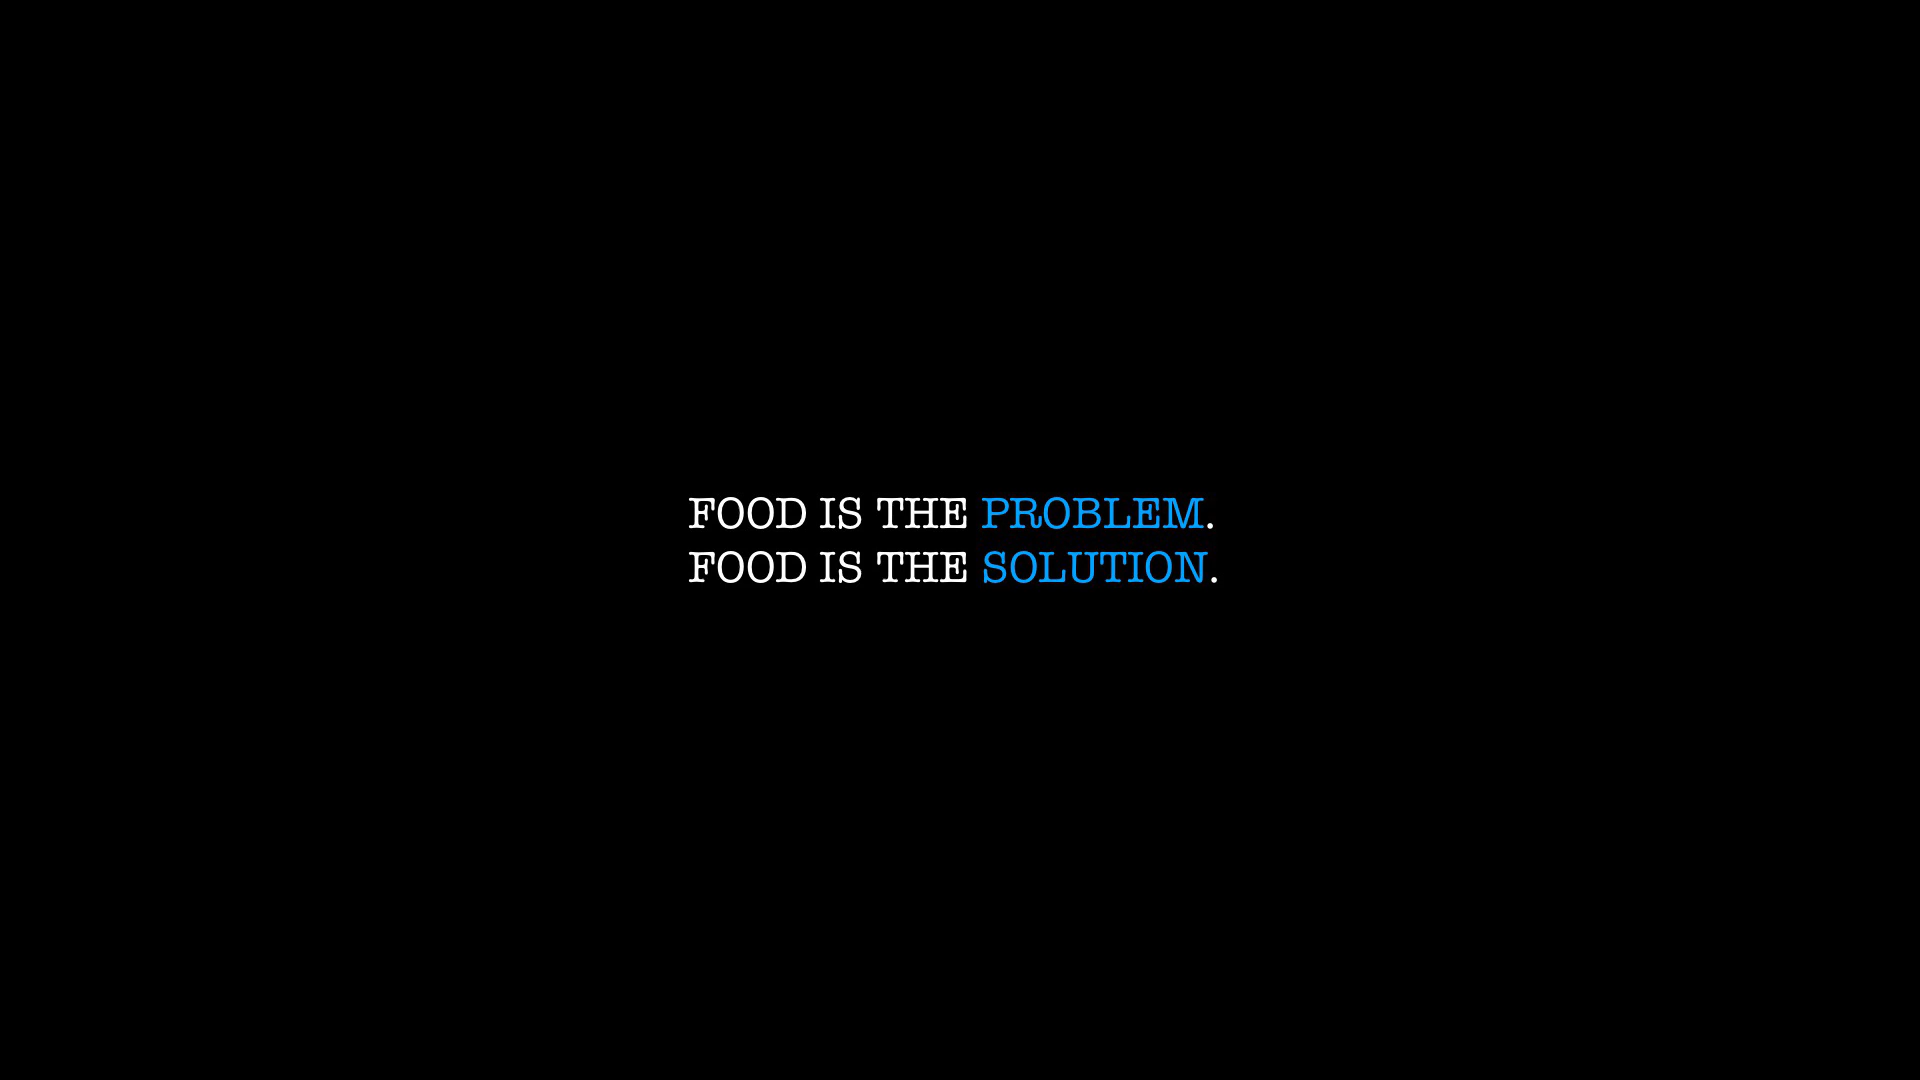 FOOD IS THE PROBLEM.
FOOD IS THE SOLUTION.